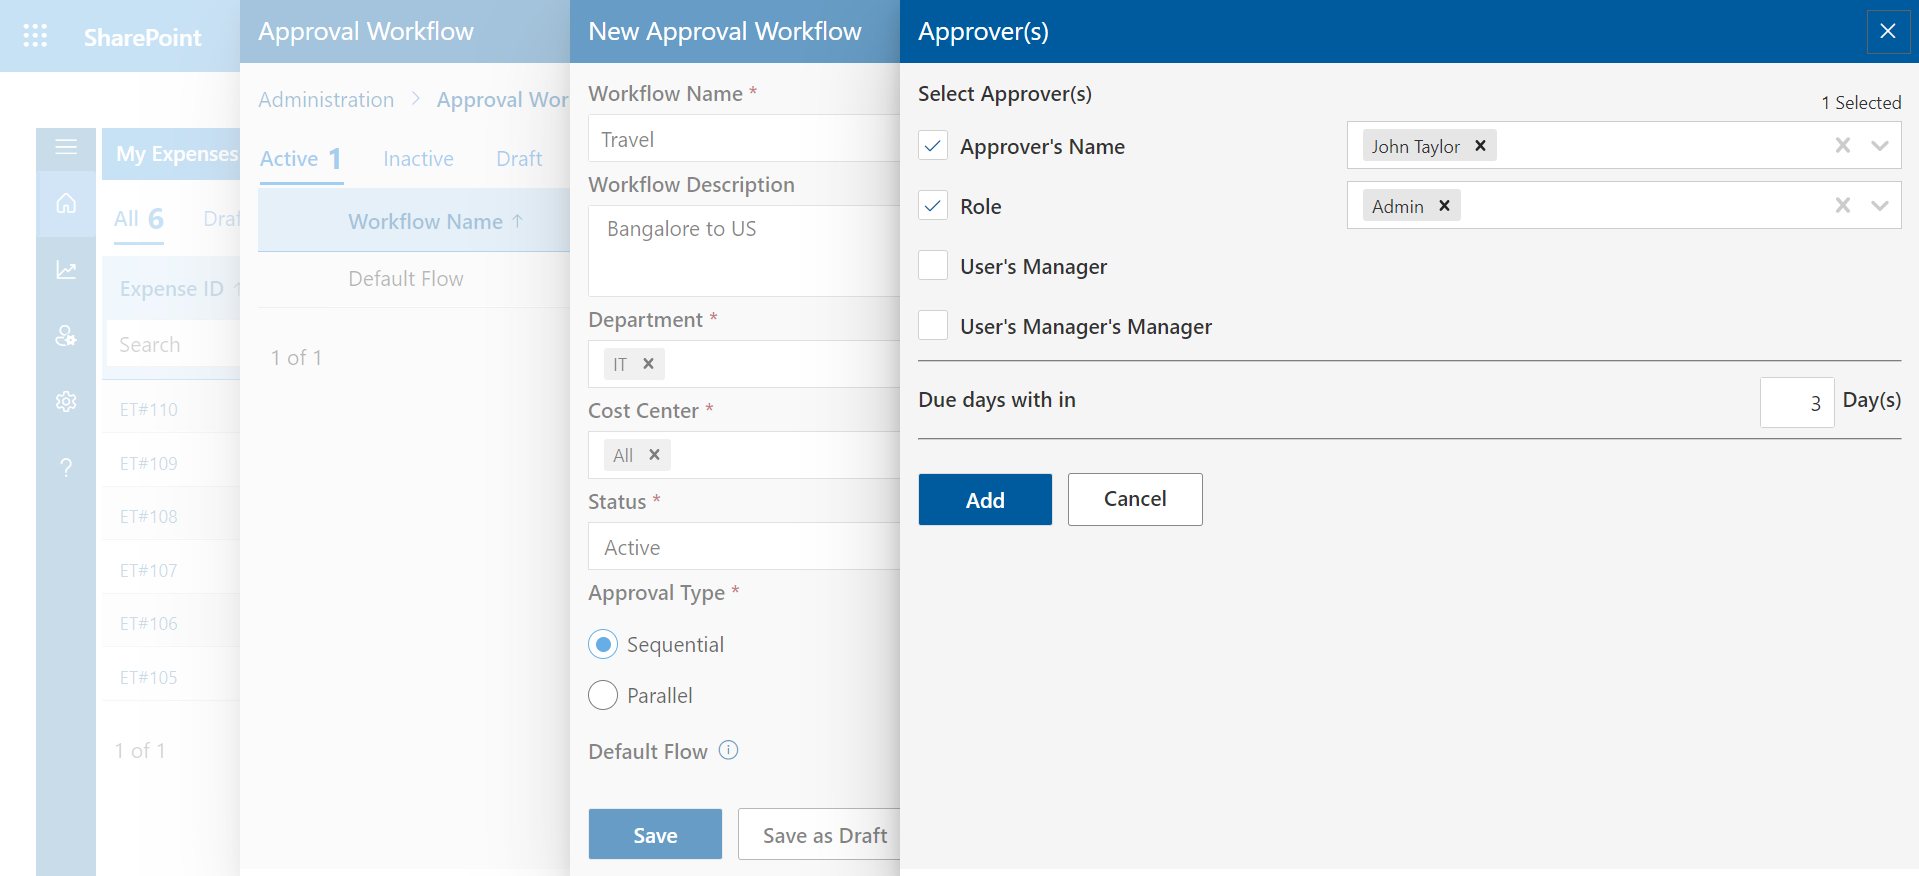 SharePoint
My Expenses
All 6 Draf
Expense ID ↑
Search
ET#110
ET#109
ET#108
ET#107
ET#106
ET#105
1 of 1
?
Approval Workflow
Administration > Approval Wor
Active 1 Inactive Draft
Workflow Name ↑
Default Flow
1 of 1
New Approval Workflow
Workflow Name *
Travel
Workflow Description
Bangalore to US
Department *
IT
Cost Center *
All
Status *
Active
Approval Type *
Sequential
Parallel
Default Flow
Save Save as Draft
Approver(s)
Select Approver(s)
1 Selected
Approver's Name John Taylor
Role Admin
User's Manager
User's Manager's Manager
Due days with in 3 Day(s)
Add Cancel